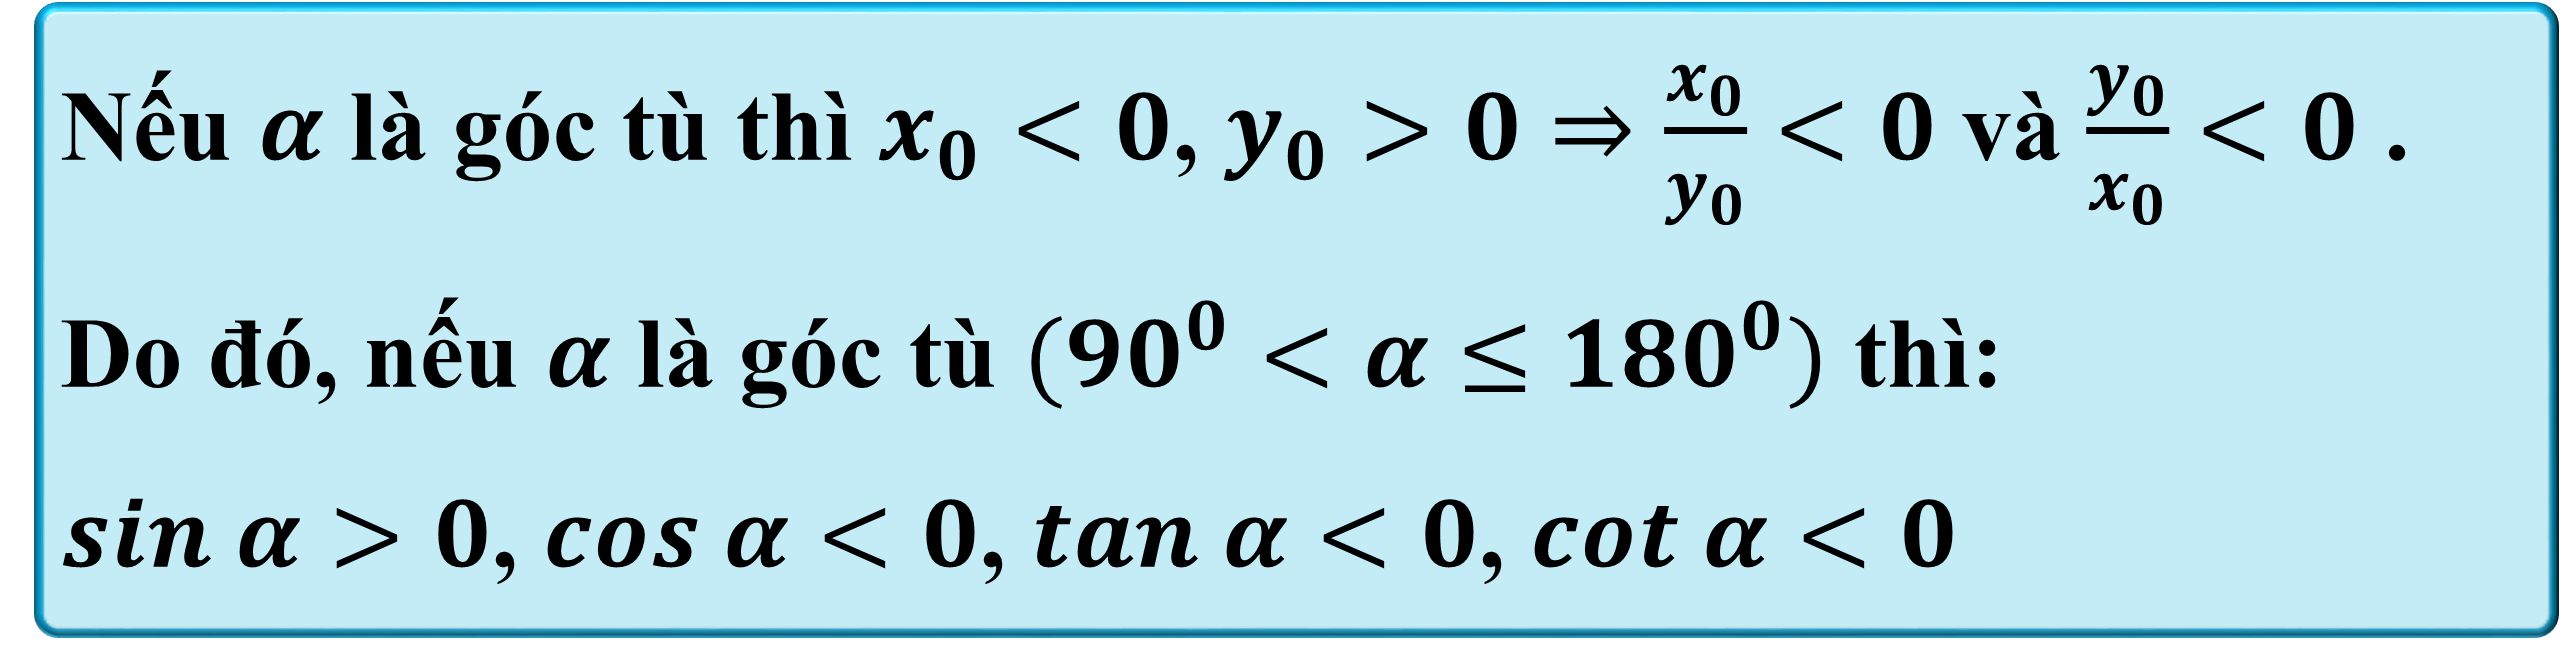 Nếu α là góc tù thì x₀ < 0, y₀ > 0 ⇒ x₀/y₀ < 0 và y₀/x₀ < 0 .
Do đó, nếu α là góc tù (90⁰ < α ≤ 180⁰) thì:
sin α > 0, cos α < 0, tan α < 0, cot α < 0